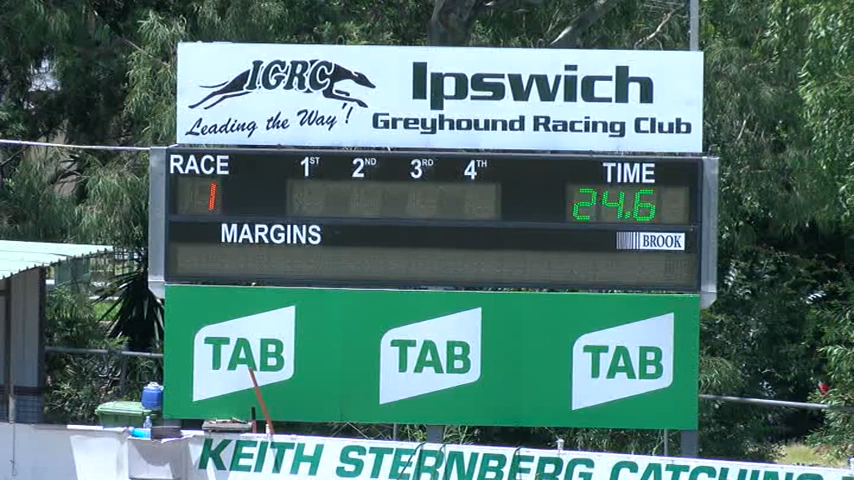 IGRC
Leading the Way'!
Ipswich
Greyhound Racing Club
RACE 1ST 2ND 3RD 4TH TIME
1 24.6
MARGINS BROOK
TAB TAB TAB
KEITH STERNBERG CATCHING